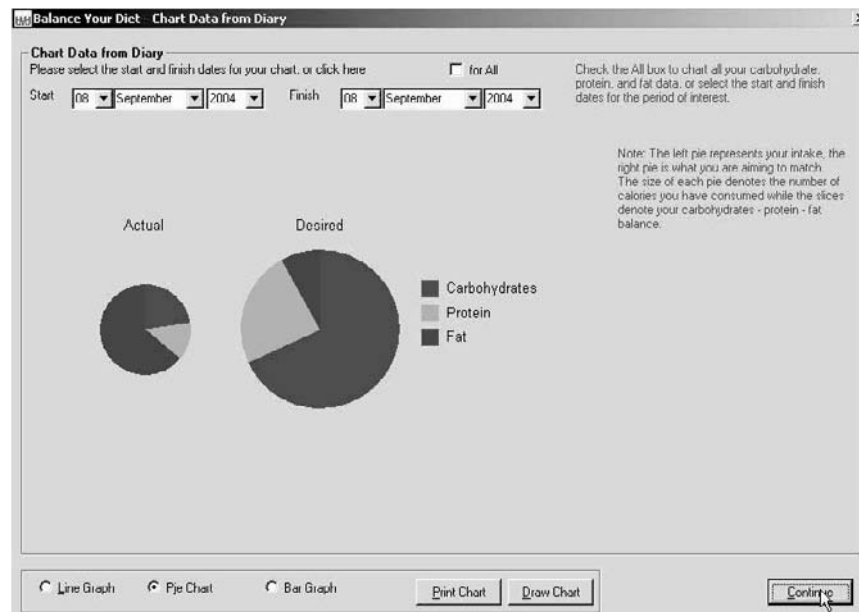 Balance Your Diet - Chart Data from Diary
Chart Data from Diary
Please select the start and finish dates for your chart, or click here
for All
Start 08 September 2004 Finish 08 September 2004
Check the All box to chart all your carbohydrate,
protein, and fat data, or select the start and finish
dates for the period of interest.
Note: The left pie represents your intake, the
right pie is what you are aiming to match.
The size of each pie denotes the number of
calories you have consumed while the slices
denote your carbohydrates - protein - fat
balance.
Actual Desired
Carbohydrates
Protein
Fat
Line Graph Pie Chart Bar Graph Print Chart Draw Chart Continue